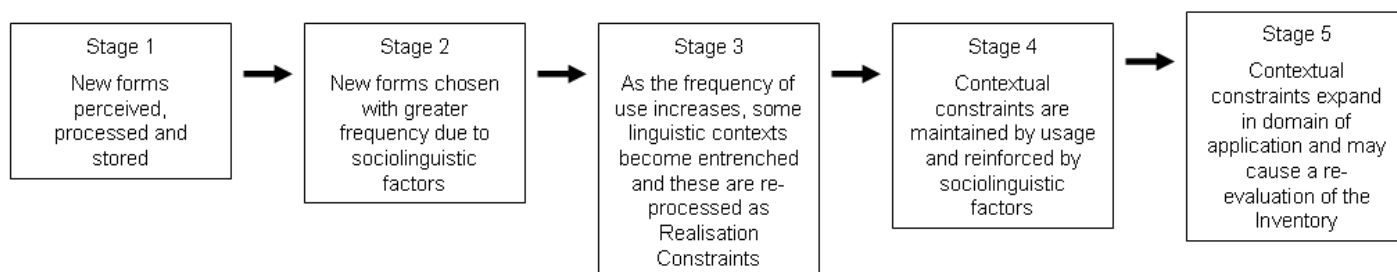 Stage 1
New forms
perceived,
processed and
stored
Stage 2
New forms chosen
with greater
frequency due to
sociolinguistic
factors
Stage 3
As the frequency of
use increases, some
linguistic contexts
become entrenched
and these are re-
processed as
Realisation
Constraints
Stage 4
Contextual
constraints are
maintained by usage
and reinforced by
sociolinguistic
factors
Stage 5
Contextual
constraints expand
in domain of
application and may
cause a re-
evaluation of the
Inventory